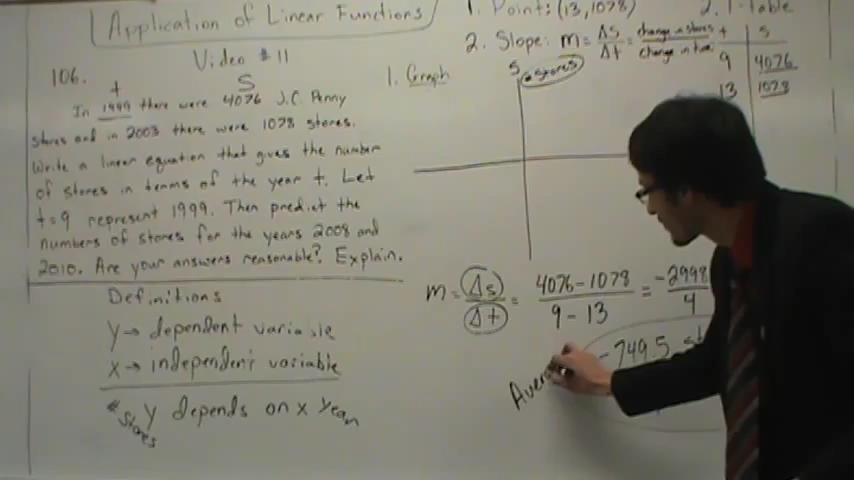 Application of Linear Functions
Video #11
106.
t
S
In 1999 there were 4076 J.C. Penny
stores and in 2003 there were 1078 stores.
Write a linear equation that gives the number
of stores in terms of the year t. Let
t=9 represent 1999. Then predict the
numbers of stores for the years 2008 and
2010. Are your answers reasonable? Explain.
Definitions
Y → dependent variable
X → independent variable
# stores Y depends on X year
1. Graph
1. Point: (13,1078)
2. Slope: m = Δs/Δt = change in stores/change in time
2. T-table
t S
9 4076
13 1078
S # stores
m = Δs/Δt = 4076-1078/9-13 = -2998/4
-749.5